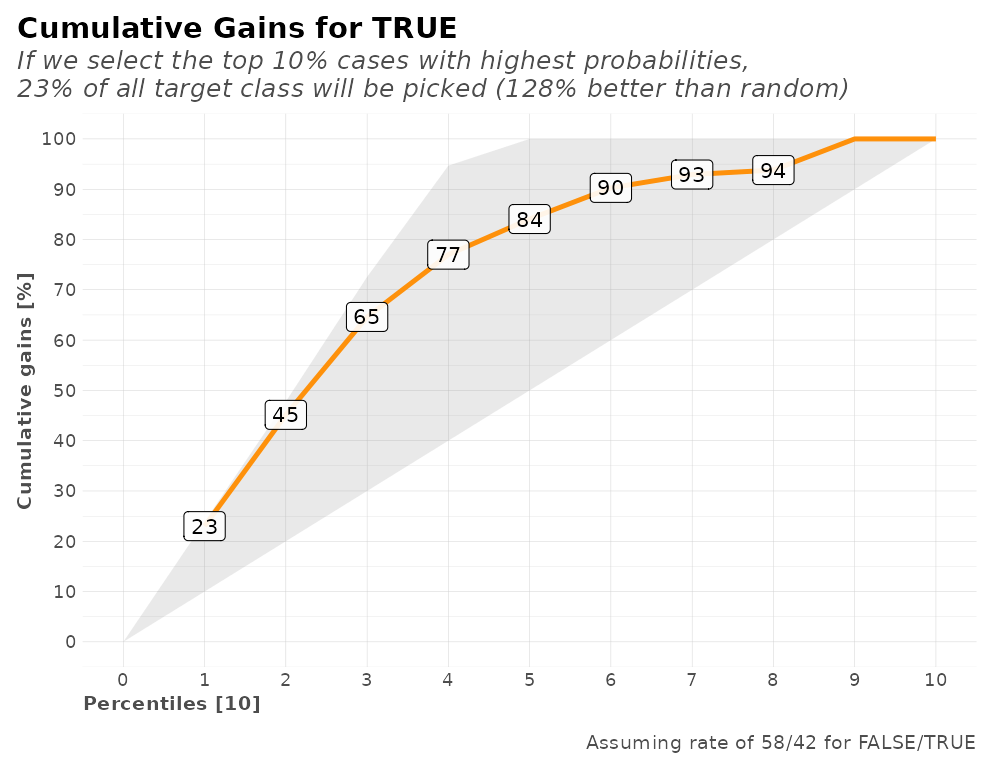 Cumulative Gains for TRUE
If we select the top 10% cases with highest probabilities,
23% of all target class will be picked (128% better than random)
Cumulative gains [%]
100
90
80
70
60
50
40
30
20
10
0
23
45
65
77
84
90
93
94
0 1 2 3 4 5 6 7 8 9 10
Percentiles [10]
Assuming rate of 58/42 for FALSE/TRUE